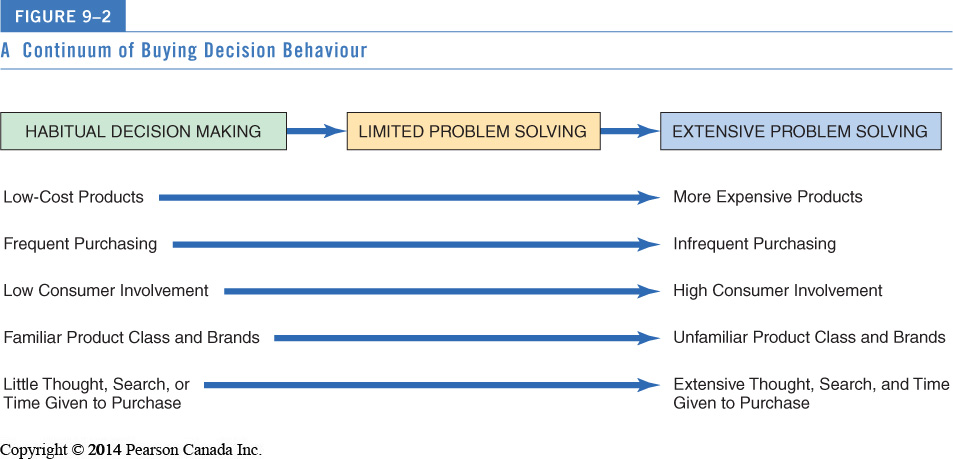 FIGURE 9–2
A Continuum of Buying Decision Behaviour
HABITUAL DECISION MAKING
LIMITED PROBLEM SOLVING
EXTENSIVE PROBLEM SOLVING
Low-Cost Products
More Expensive Products
Frequent Purchasing
Infrequent Purchasing
Low Consumer Involvement
High Consumer Involvement
Familiar Product Class and Brands
Unfamiliar Product Class and Brands
Little Thought, Search, or
Time Given to Purchase
Extensive Thought, Search, and Time
Given to Purchase
Copyright © 2014 Pearson Canada Inc.